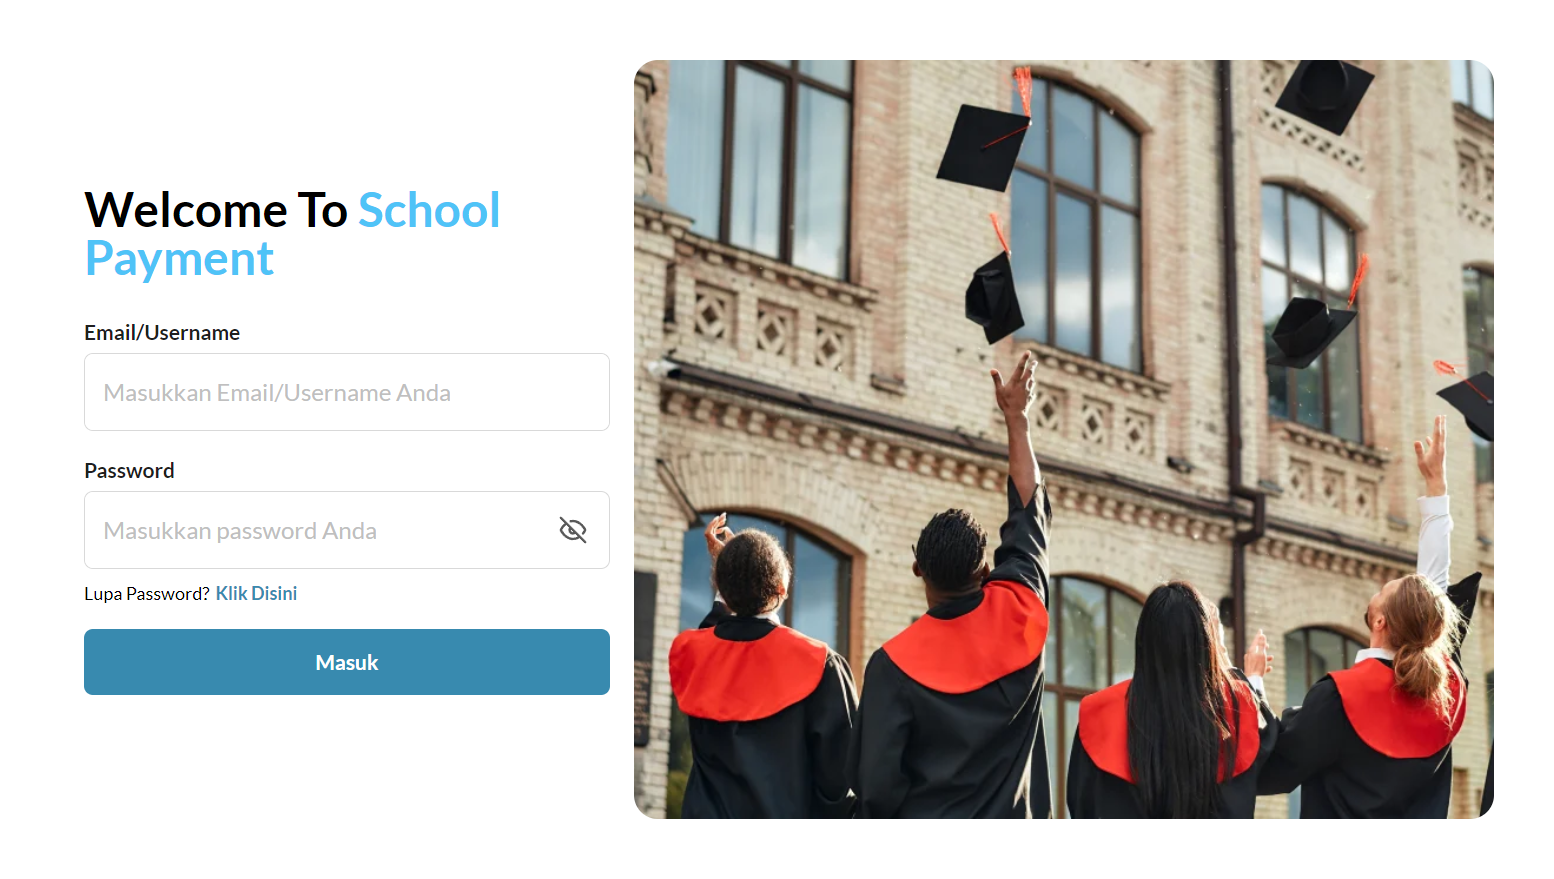 Welcome To School
Payment
Email/Username
Masukkan Email/Username Anda
Password
Masukkan password Anda
Lupa Password? Klik Disini
Masuk